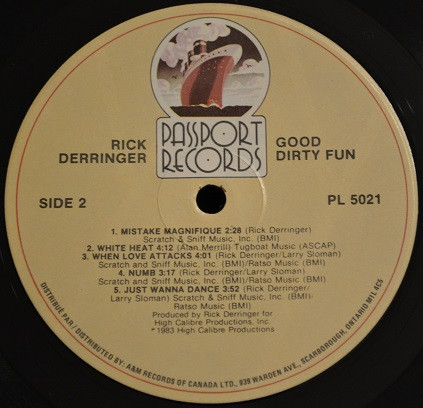 PASSPORT
RECORDS
RICK
DERRINGER
GOOD
DIRTY FUN
SIDE 2
PL 5021
1. MISTAKE MAGNIFIQUE 2:28 (Rick Derringer)
Scratch & Sniff Music, Inc. (BMI)
2. WHITE HEAT 4:12 (Alan Merrill) Tugboat Music (ASCAP)
3. WHEN LOVE ATTACKS 4:01 (Rick Derringer/Larry Sloman)
Scratch and Sniff Music, Inc. (BMI)/Ratso Music (BMI)
4. NUMB 3:17 (Rick Derringer/Larry Sloman)
Scratch and Sniff Music, Inc. (BMI)/Ratso Music (BMI)
5. JUST WANNA DANCE 3:52 (Rick Derringer/
Larry Sloman) Scratch & Sniff Music, Inc. (BMI)/
Ratso Music (BMI)
Produced by Rick Derringer for
High Calibre Productions, Inc.
℗1983 High Calibre Productions
DISTRIBUÉ PAR / DISTRIBUTED BY: A&M RECORDS OF CANADA LTD., 939 WARDEN AVE., SCARBOROUGH, ONTARIO M1L 4C5